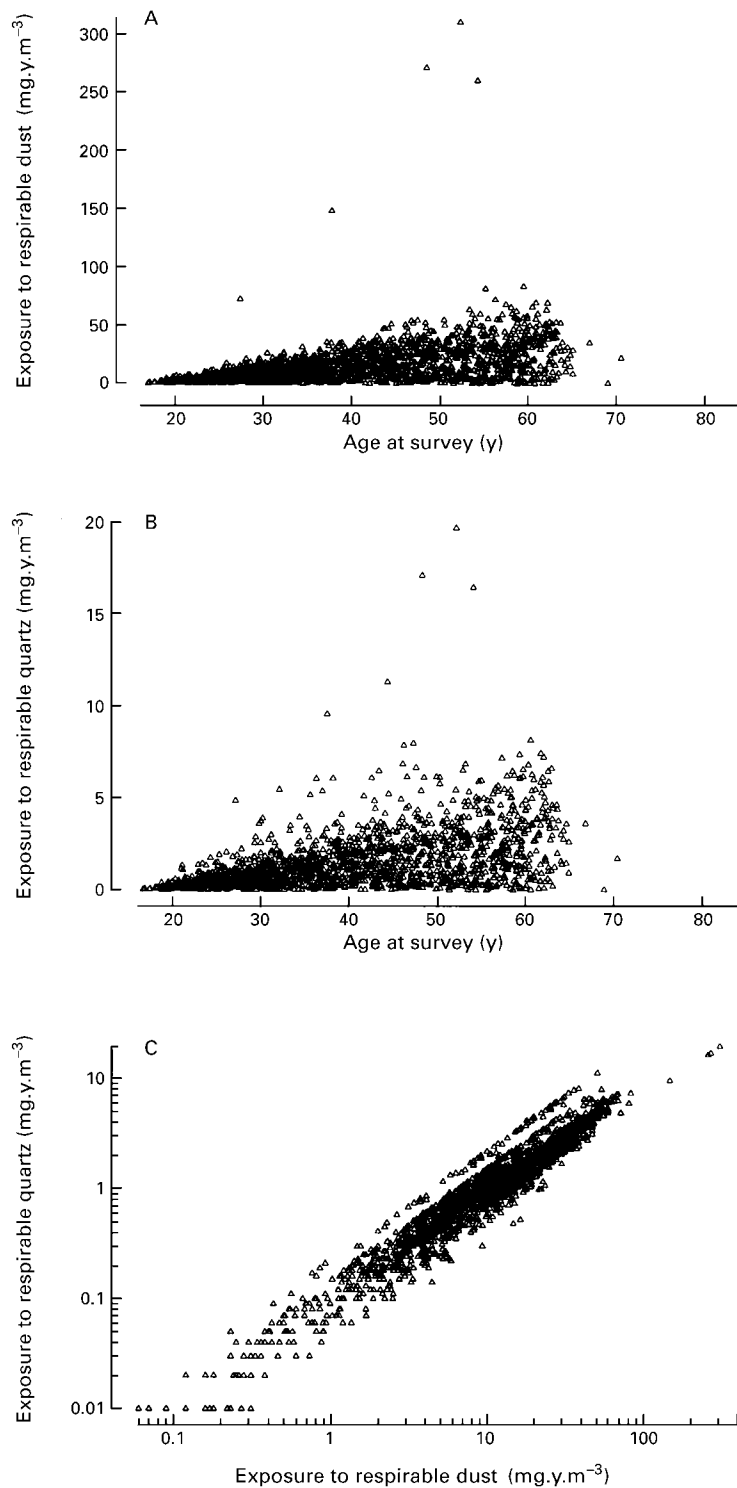 A
Exposure to respirable dust (mg.y.m⁻³)
300
250
200
150
100
50
0
20 30 40 50 60 70 80
Age at survey (y)
B
Exposure to respirable quartz (mg.y.m⁻³)
20
15
10
5
0
20 30 40 50 60 70 80
Age at survey (y)
C
Exposure to respirable quartz (mg.y.m⁻³)
10
1
0.1
0.01
0.1 1 10 100
Exposure to respirable dust (mg.y.m⁻³)